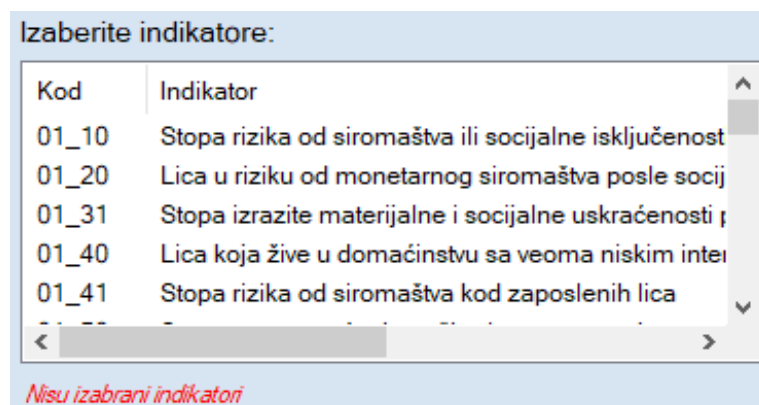 Izaberite indikatore:
Kod Indikator
01_10 Stopa rizika od siromaštva ili socijalne isključenost
01_20 Lica u riziku od monetarnog siromaštva posle socij
01_31 Stopa izrazite materijalne i socijalne uskraćenosti
01_40 Lica koja žive u domaćinstvu sa veoma niskim inter
01_41 Stopa rizika od siromaštva kod zaposlenih lica
Nisu izabrani indikatori